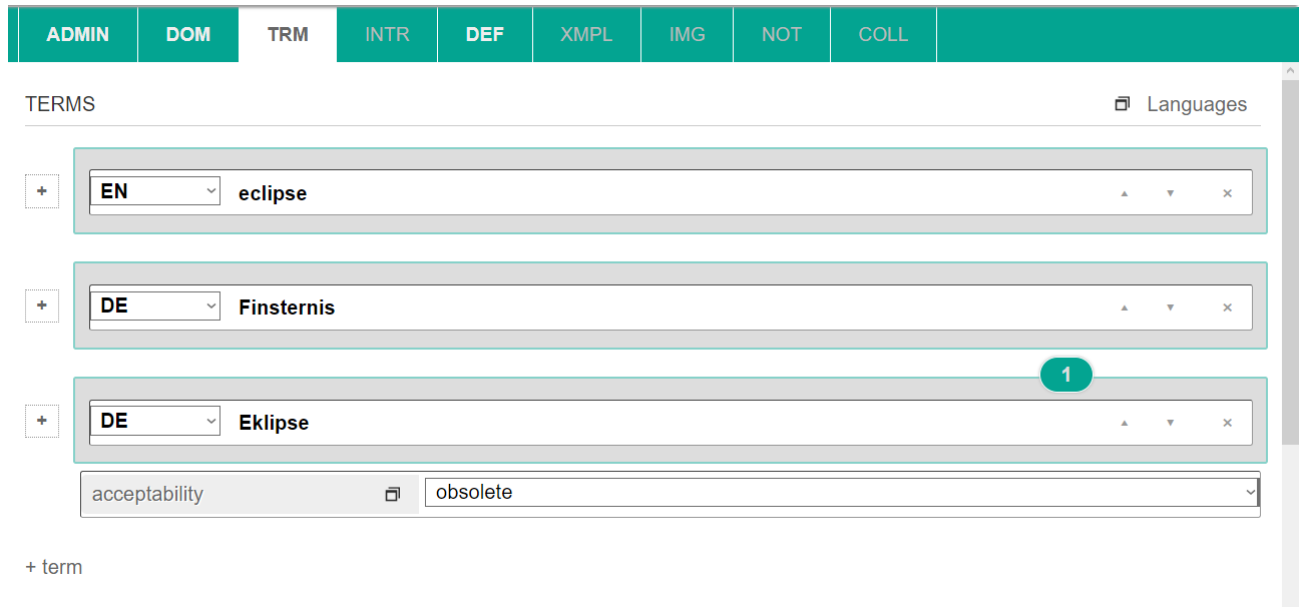 ADMIN DOM TRM INTR DEF XMPL IMG NOT COLL
TERMS Languages
+ EN eclipse
+ DE Finsternis
1
+ DE Eklipse
acceptability obsolete
+ term